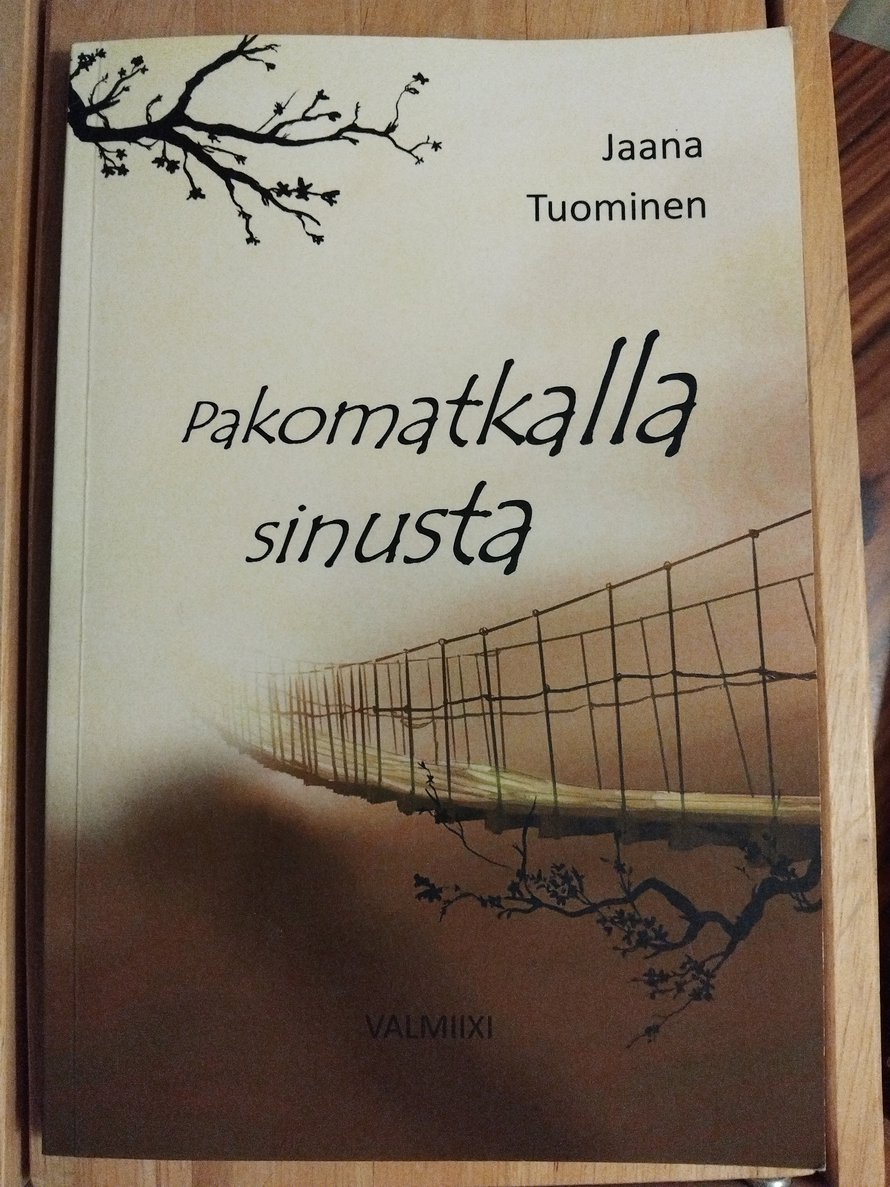 Jaana
Tuominen
Pakomatkalla
sinusta
VALMIIXI